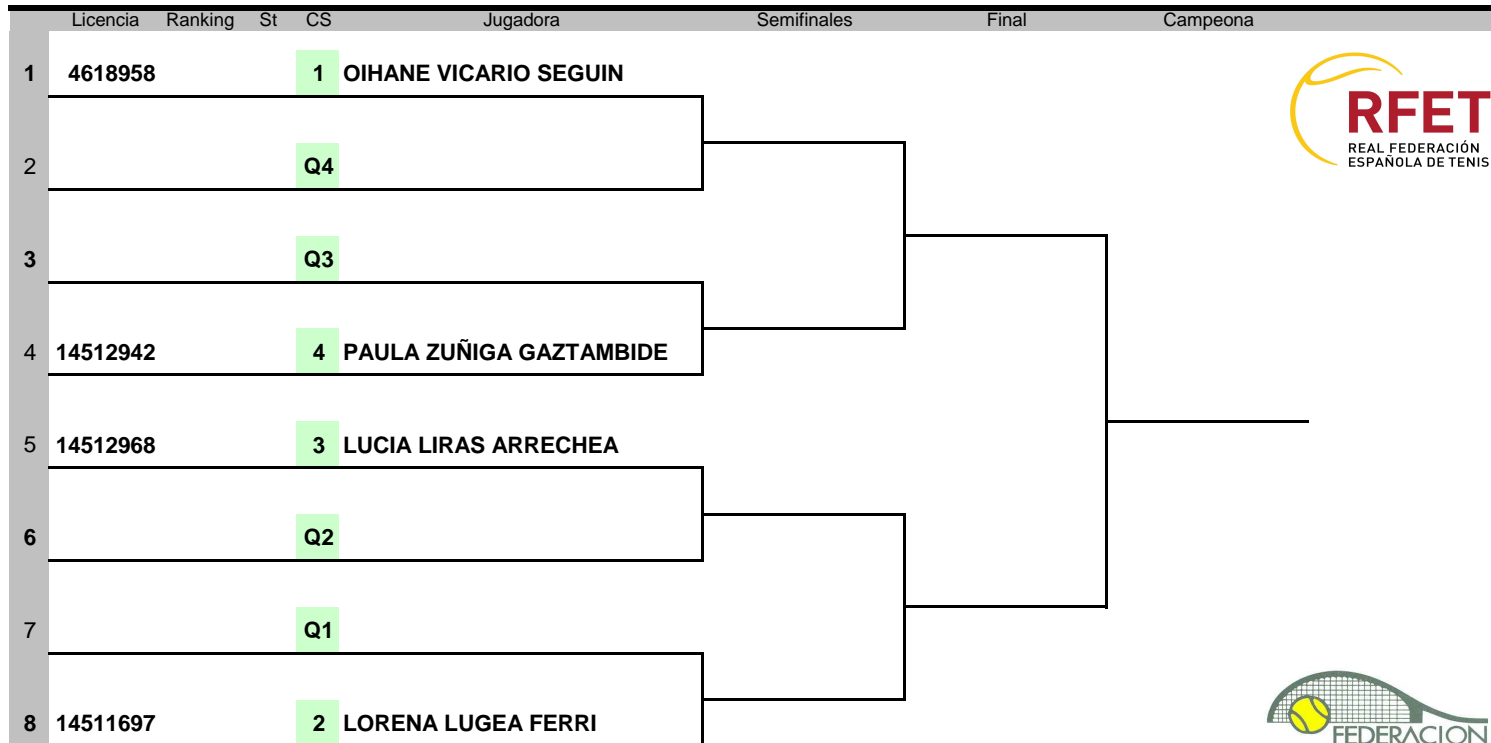 Licencia Ranking St CS Jugadora Semifinales Final Campeona
1 4618958 1 OIHANE VICARIO SEGUIN
RFET
REAL FEDERACIÓN
ESPAÑOLA DE TENIS
2 Q4
3 Q3
4 14512942 4 PAULA ZUÑIGA GAZTAMBIDE
5 14512968 3 LUCIA LIRAS ARRECHEA
6 Q2
7 Q1
8 14511697 2 LORENA LUGEA FERRI
FEDERACION